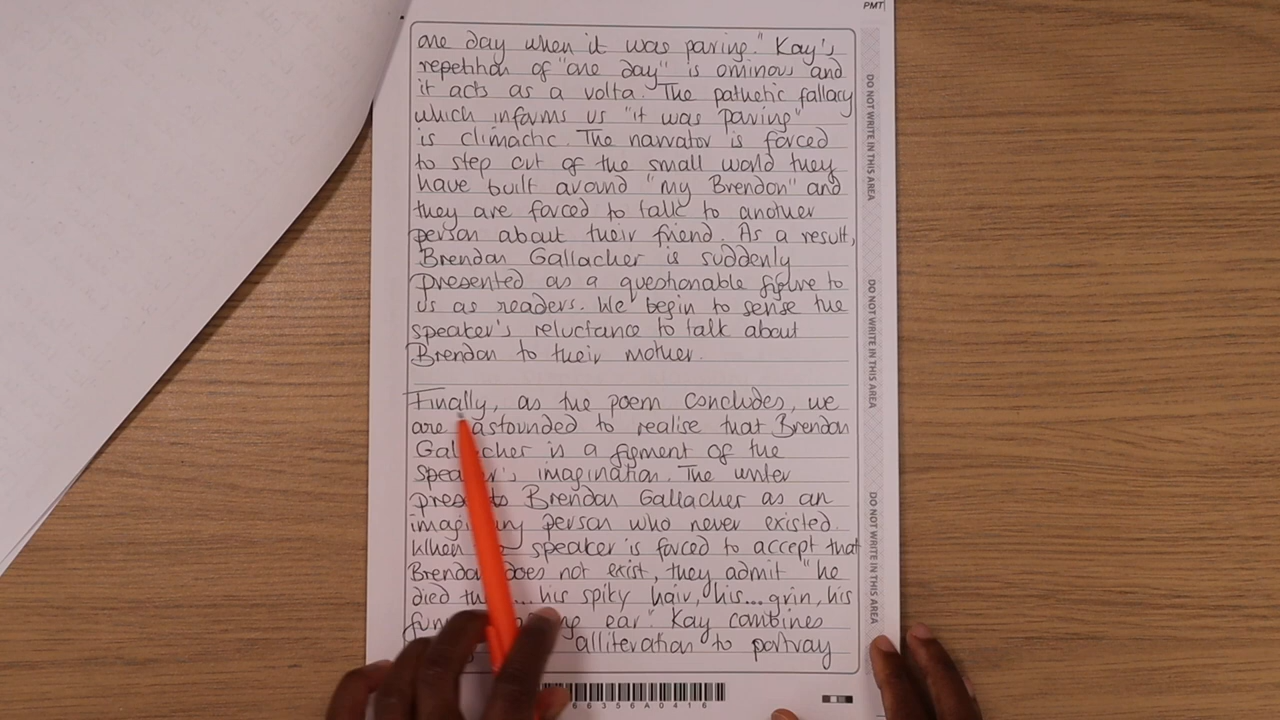 PMT
one day when it was paring." Kay's
repetition of "one day" is ominous and
it acts as a volta. The pathetic fallacy
which informs us "it was paring"
is climactic. The narrator is forced
to step out of the small world they
have built around "my Brendon" and
they are forced to talk to another
person about their friend. As a result,
Brendan Gallacher is suddenly
presented as a questionable figure to
us as readers. We begin to sense the
speaker's reluctance to talk about
Brendon to their mother.
Finally, as the poem concludes, we
are astounded to realise that Brendon
Gallacher is a figment of the
speaker's imagination. The writer
presents Brendan Gallacher as an
imaginary person who never existed.
When speaker is forced to accept that
Brendon does not exist, they admit "he
died his spiky hair, his... grin, his
ear". Kay combines
alliteration to portray
DO NOT WRITE IN THIS AREA
DO NOT WRITE IN THIS AREA
DO NOT WRITE IN THIS AREA
66356A0416